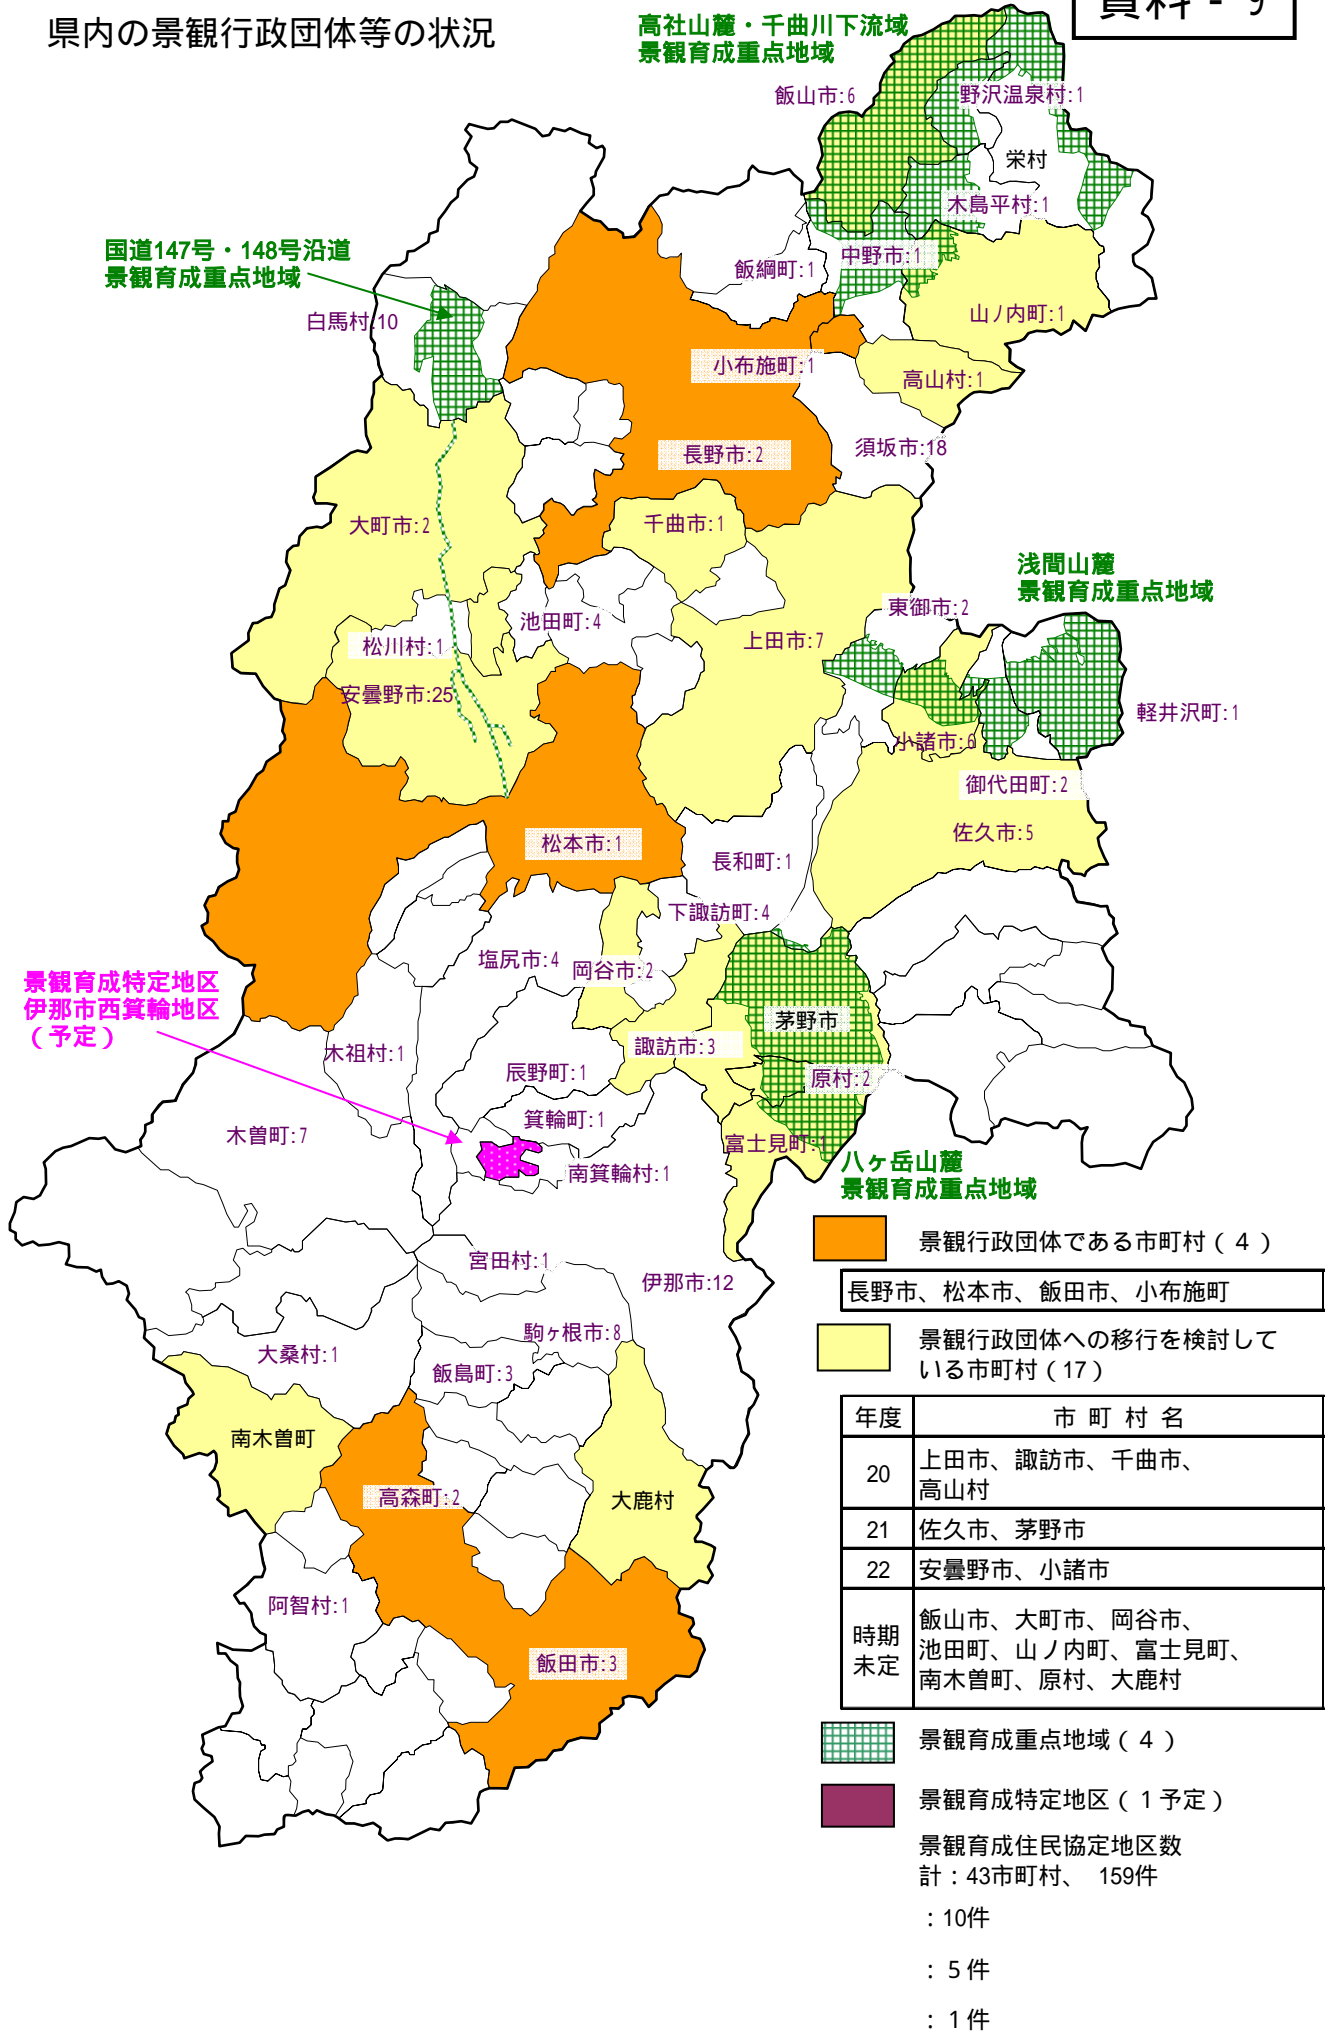 県内の景観行政団体等の状況
資料 - 9
高社山麓・千曲川下流域
景観育成重点地域
飯山市:6
野沢温泉村:1
栄村
木島平村:1
国道147号・148号沿道
景観育成重点地域
飯綱町:1
中野市:1
白馬村:10
山ノ内町:1
小布施町:1
高山村:1
長野市:2
須坂市:18
大町市:2
千曲市:1
浅間山麓
景観育成重点地域
東御市:2
池田町:4
松川村:1
上田市:7
安曇野市:25
軽井沢町:1
小諸市:6
御代田町:2
佐久市:5
松本市:1
長和町:1
下諏訪町:4
塩尻市:4
岡谷市:2
景観育成特定地区
伊那市西箕輪地区
(予定)
茅野市
木祖村:1
諏訪市:3
辰野町:1
原村:2
箕輪町:1
木曽町:7
富士見町:1
南箕輪村:1
八ヶ岳山麓
景観育成重点地域
景観行政団体である市町村(4)
宮田村:1
伊那市:12
長野市、松本市、飯田市、小布施町
駒ヶ根市:8
景観行政団体への移行を検討して
いる市町村(17)
大桑村:1
飯島町:3
年度 市町村名
南木曽町
20 上田市、諏訪市、千曲市、
高山村
高森町:2
大鹿村
21 佐久市、茅野市
22 安曇野市、小諸市
阿智村:1
時期
未定
飯山市、大町市、岡谷市、
池田町、山ノ内町、富士見町、
南木曽町、原村、大鹿村
飯田市:3
景観育成重点地域(4)
景観育成特定地区(1予定)
景観育成住民協定地区数
計:43市町村、 159件
:10件
:5件
:1件